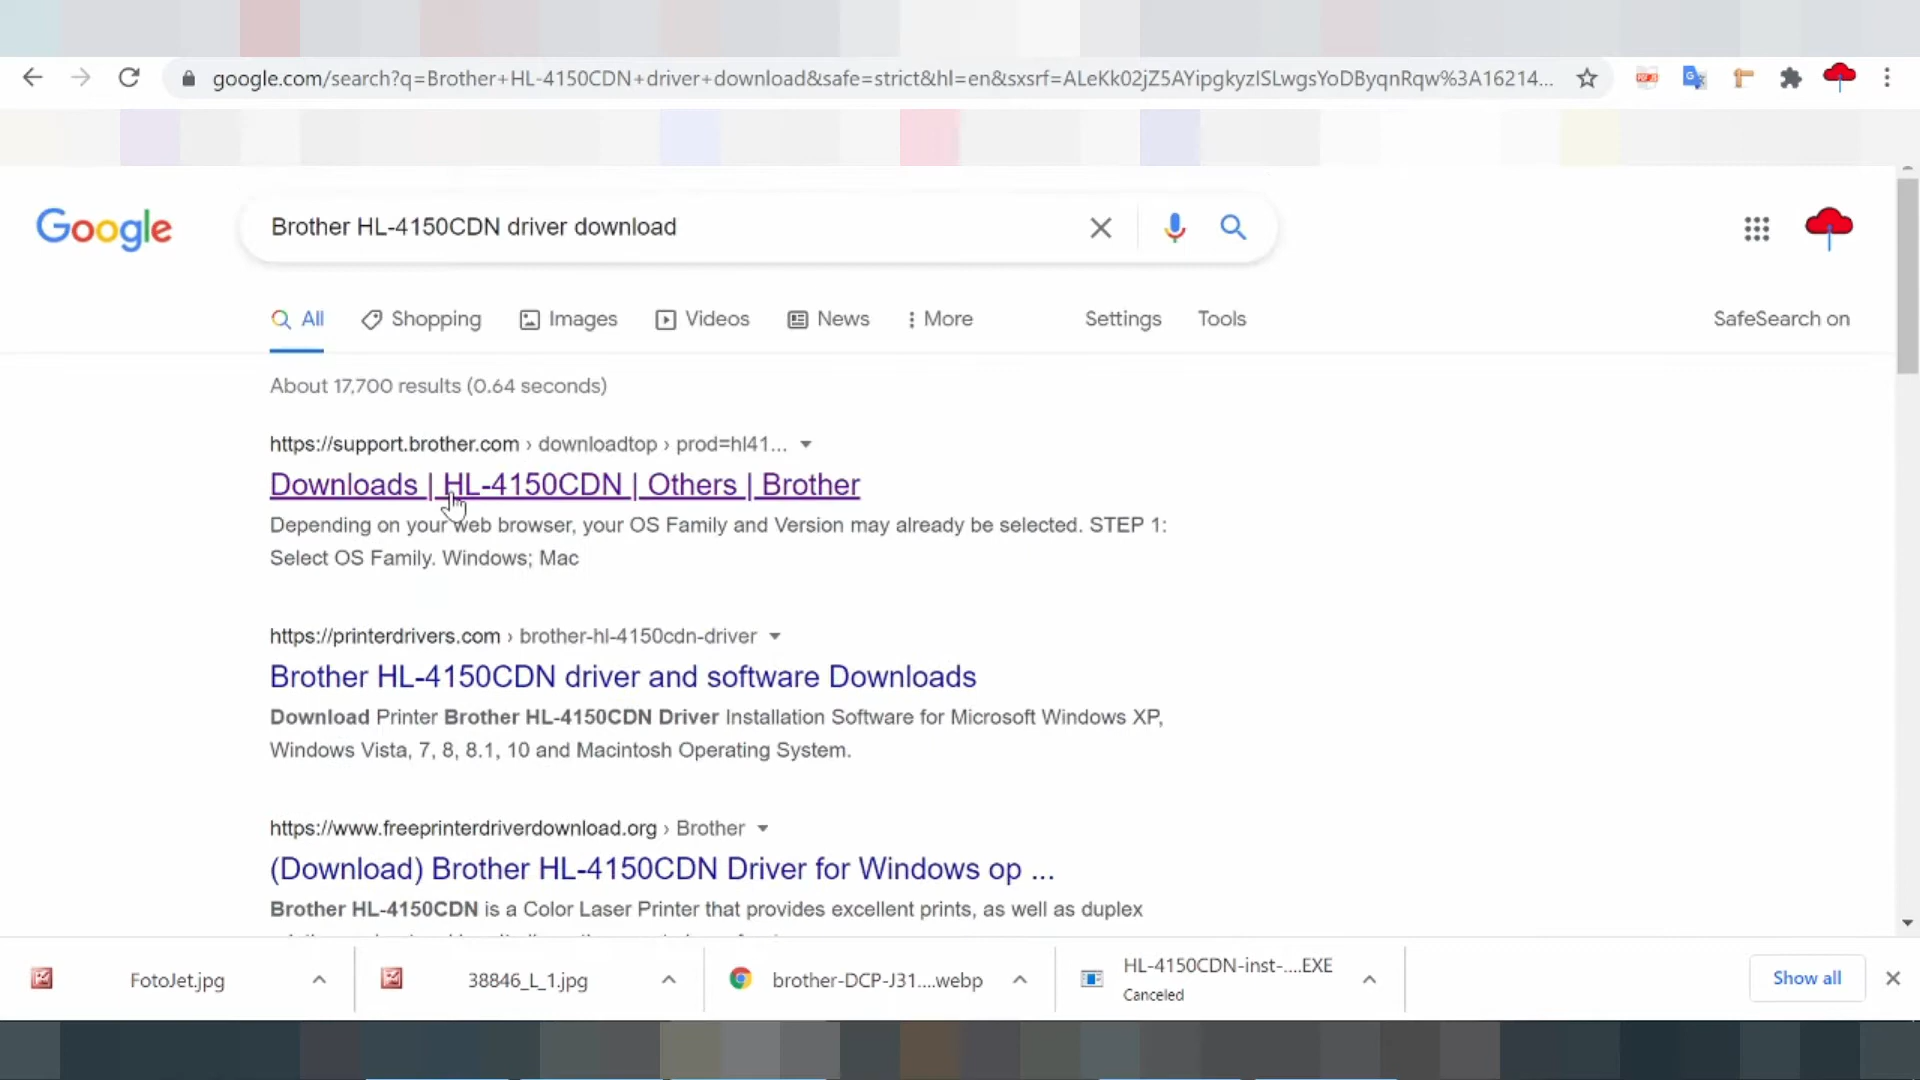 google.com/search?q=Brother+HL-4150CDN+driver+download&safe=strict&hl=en&sxsrf=ALeKk02jZ5AYipgkyzISLwgsYoDByqnRqw%3A16214...
Google
Brother HL-4150CDN driver download
All
Shopping
Images
Videos
News
More
Settings
Tools
SafeSearch on
About 17,700 results (0.64 seconds)
https://support.brother.com › downloadtop › prod=hl41...
Downloads | HL-4150CDN | Others | Brother
Depending on your web browser, your OS Family and Version may already be selected. STEP 1:
Select OS Family. Windows; Mac
https://printerdrivers.com › brother-hl-4150cdn-driver
Brother HL-4150CDN driver and software Downloads
Download Printer Brother HL-4150CDN Driver Installation Software for Microsoft Windows XP,
Windows Vista, 7, 8, 8.1, 10 and Macintosh Operating System.
https://www.freeprinterdriverdownload.org › Brother
(Download) Brother HL-4150CDN Driver for Windows op ...
Brother HL-4150CDN is a Color Laser Printer that provides excellent prints, as well as duplex
FotoJet.jpg
38846_L_1.jpg
brother-DCP-J31....webp
HL-4150CDN-inst-....EXE
Canceled
Show all